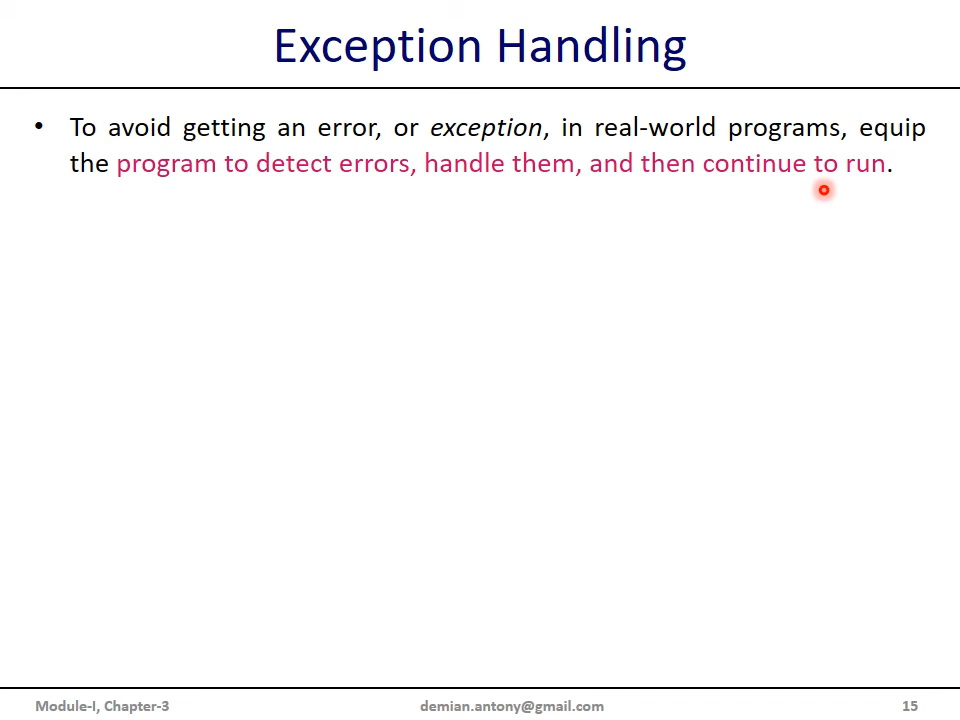 Exception Handling
• To avoid getting an error, or exception, in real-world programs, equip
the program to detect errors, handle them, and then continue to run.
Module-I, Chapter-3
demian.antony@gmail.com
15